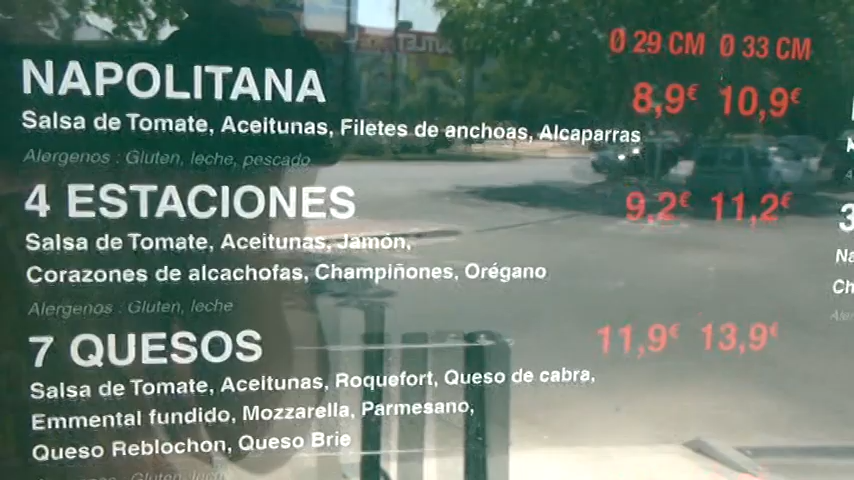 Ø 29 CM Ø 33 CM
NAPOLITANA 8,9€ 10,9€
Salsa de Tomate, Aceitunas, Filetes de anchoas, Alcaparras
Alergenos : Gluten, leche, pescado
4 ESTACIONES 9,2€ 11,2€
Salsa de Tomate, Aceitunas, Jamón,
Corazones de alcachofas, Champiñones, Orégano
Alergenos : Gluten, leche
7 QUESOS 11,9€ 13,9€
Salsa de Tomate, Aceitunas, Roquefort, Queso de cabra,
Emmental fundido, Mozzarella, Parmesano,
Queso Reblochon, Queso Brie